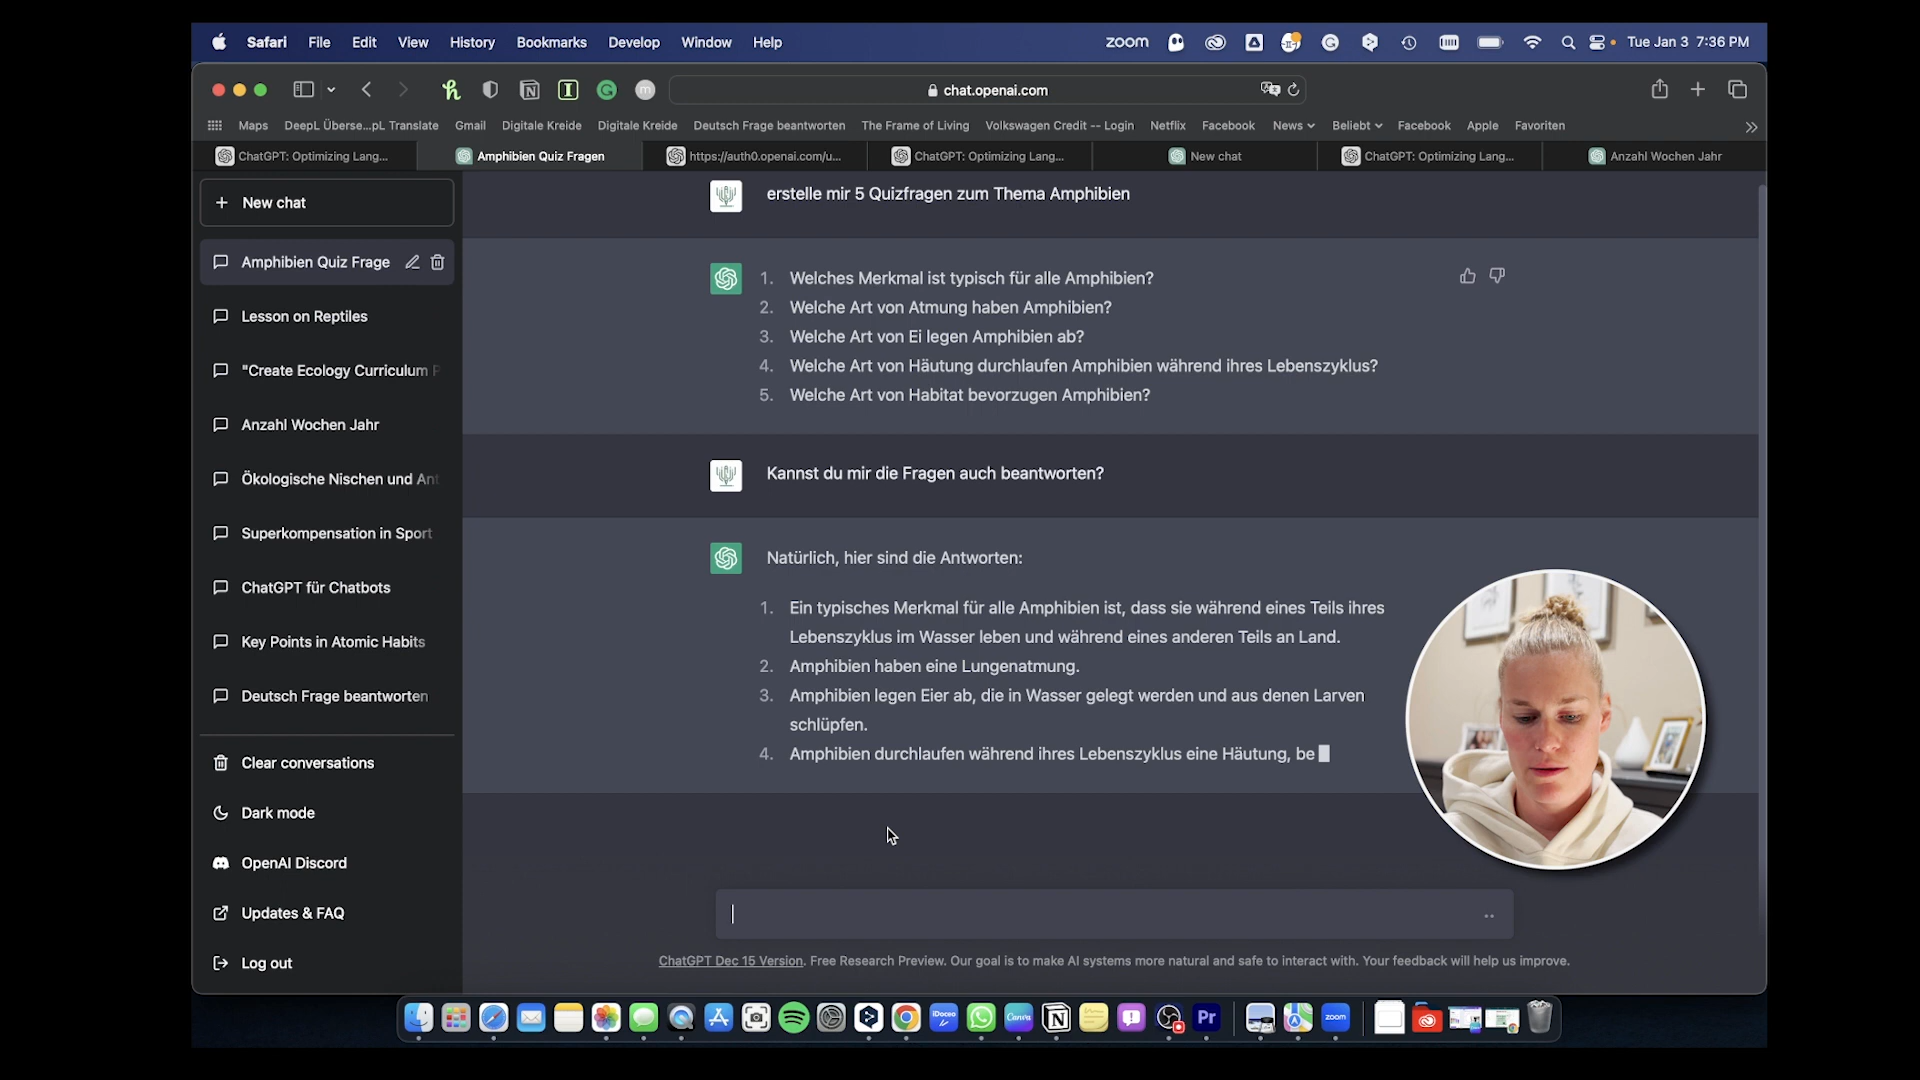 Safari File Edit View History Bookmarks Develop Window Help zoom Tue Jan 3 7:36 PM
chat.openai.com
Maps DeepL Überse...pL Translate Gmail Digitale Kreide Digitale Kreide Deutsch Frage beantworten The Frame of Living Volkswagen Credit -- Login Netflix Facebook News Beliebt Facebook Apple Favoriten
ChatGPT: Optimizing Lang... Amphibien Quiz Fragen https://auth0.openai.com/u... ChatGPT: Optimizing Lang... New chat ChatGPT: Optimizing Lang... Anzahl Wochen Jahr
New chat
Amphibien Quiz Frage
Lesson on Reptiles
"Create Ecology Curriculum P
Anzahl Wochen Jahr
Ökologische Nischen und Ant
Superkompensation in Sport
ChatGPT für Chatbots
Key Points in Atomic Habits
Deutsch Frage beantworten
Clear conversations
Dark mode
OpenAI Discord
Updates & FAQ
Log out
erstelle mir 5 Quizfragen zum Thema Amphibien
1. Welches Merkmal ist typisch für alle Amphibien?
2. Welche Art von Atmung haben Amphibien?
3. Welche Art von Ei legen Amphibien ab?
4. Welche Art von Häutung durchlaufen Amphibien während ihres Lebenszyklus?
5. Welche Art von Habitat bevorzugen Amphibien?
Kannst du mir die Fragen auch beantworten?
Natürlich, hier sind die Antworten:
1. Ein typisches Merkmal für alle Amphibien ist, dass sie während eines Teils ihres
Lebenszyklus im Wasser leben und während eines anderen Teils an Land.
2. Amphibien haben eine Lungenatmung.
3. Amphibien legen Eier ab, die in Wasser gelegt werden und aus denen Larven
schlüpfen.
4. Amphibien durchlaufen während ihres Lebenszyklus eine Häutung, be
ChatGPT Dec 15 Version. Free Research Preview. Our goal is to make AI systems more natural and safe to interact with. Your feedback will help us improve.
iDoceo Canva Pr zoom